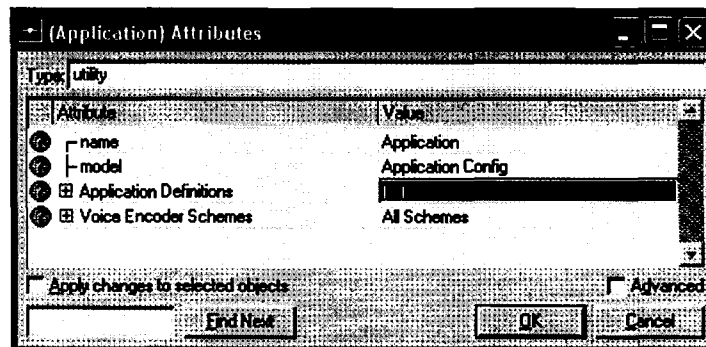 (Application) Attributes
Type: utility
Attribute Value
name Application
model Application Config
Application Definitions
Voice Encoder Schemes All Schemes
Apply changes to selected objects
Advanced
Find Next OK Cancel